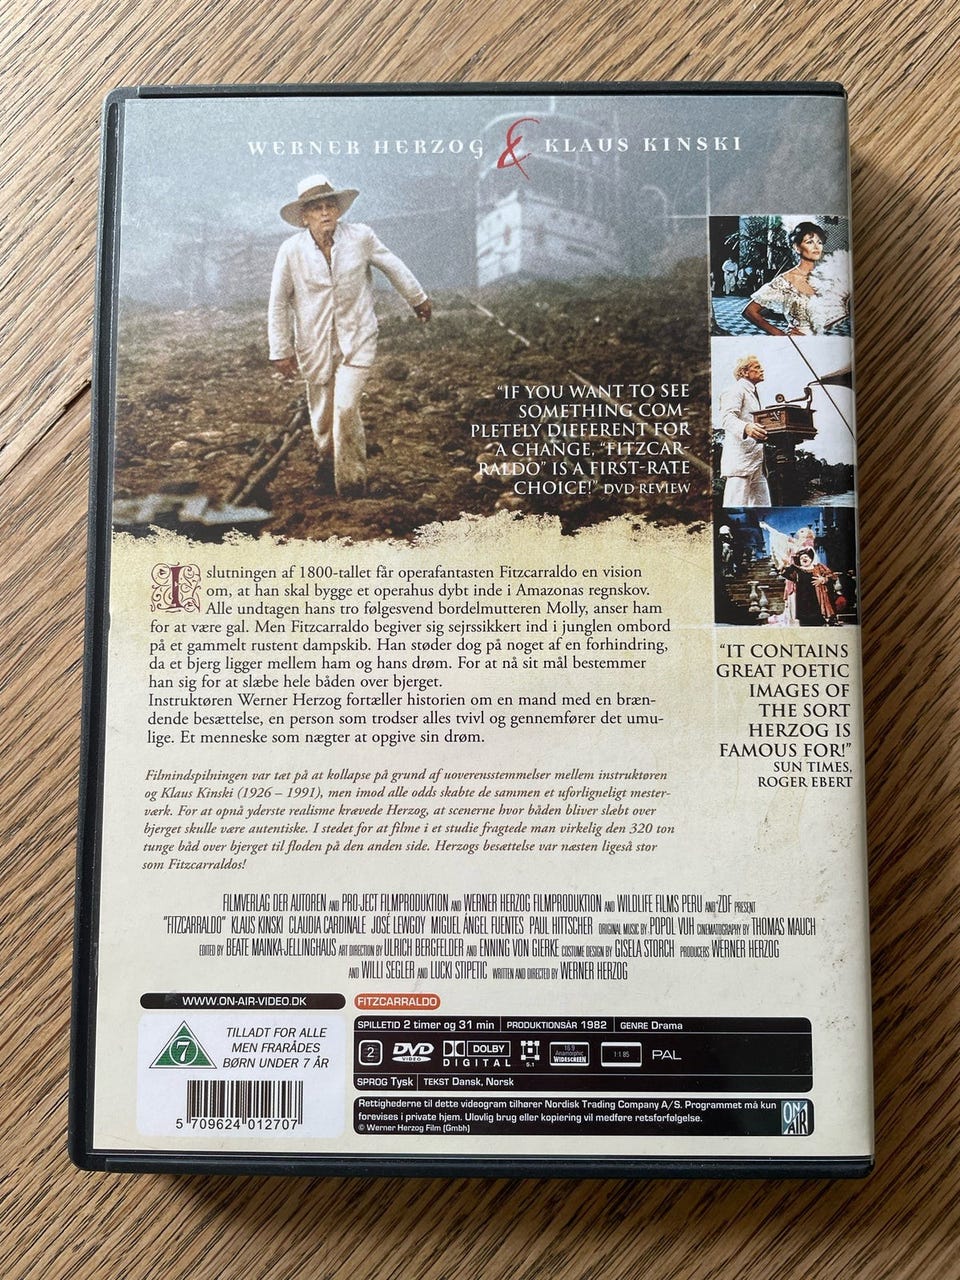 WERNER HERZOG & KLAUS KINSKI
“IF YOU WANT TO SEE
SOMETHING COM-
PLETELY DIFFERENT FOR
A CHANGE, “FITZCAR-
RALDO” IS A FIRST-RATE
CHOICE!” DVD REVIEW
I slutningen af 1800-tallet får operafantasten Fitzcarraldo en vision
om, at han skal bygge et operahus dybt inde i Amazonas regnskov.
Alle undtagen hans tro følgesvend bordelmutteren Molly, anser ham
for at være gal. Men Fitzcarraldo begiver sig sejrssikkert ind i junglen ombord
på et gammelt rustent dampskib. Han støder dog på noget af en forhindring,
da et bjerg ligger mellem ham og hans drøm. For at nå sit mål bestemmer
han sig for at slæbe hele båden over bjerget.
Instruktøren Werner Herzog fortæller historien om en mand med en bræn-
dende besættelse, en person som trodser alles tvivl og gennemfører det umu-
lige. Et menneske som nægter at opgive sin drøm.
“IT CONTAINS
GREAT POETIC
IMAGES OF
THE SORT
HERZOG IS
FAMOUS FOR!”
SUN TIMES,
ROGER EBERT
Filmindspilningen var tæt på at kollapse på grund af uoverensstemmelser mellem instruktøren
og Klaus Kinski (1926 – 1991), men imod alle odds skabte de sammen et uforligneligt mester-
værk. For at opnå yderste realisme krævede Herzog, at scenerne hvor båden bliver slæbt over
bjerget skulle være autentiske. I stedet for at filme i et studie fragtede man virkelig den 320 ton
tunge båd over bjerget til floden på den anden side. Herzogs besættelse var næsten ligeså stor
som Fitzcarraldos!
FILMVERLAG DER AUTOREN AND PRO-JECT FILMPRODUKTION AND WERNER HERZOG FILMPRODUKTION AND WILDLIFE FILMS PERU AND ZDF PRESENT
"FITZCARRALDO" KLAUS KINSKI CLAUDIA CARDINALE JOSÉ LEWGOY MIGUEL ÁNGEL FUENTES PAUL HITTSCHER ORIGINAL MUSIC BY POPOL VUH CINEMATOGRAPHY BY THOMAS MAUCH
EDITED BY BEATE MAINKA-JELLINGHAUS ART DIRECTION BY ULRICH BERGFELDER AND ENNING VON GIERKE COSTUME DESIGN BY GISELA STORCH PRODUCERS WERNER HERZOG
AND WILLI SEGLER AND LUCKI STIPETIC WRITTEN AND DIRECTED BY WERNER HERZOG
WWW.ON-AIR-VIDEO.DK
FITZCARRALDO
7
TILLADT FOR ALLE
MEN FRARÅDES
BØRN UNDER 7 ÅR
5 709624 012707
SPILLETID 2 timer og 31 min PRODUKTIONSÅR 1982 GENRE Drama
2 DVD VIDEO DOLBY DIGITAL 5.1 16:9 Anamorphic WIDESCREEN 1:1.85 PAL
SPROG Tysk TEKST Dansk, Norsk
Rettighederne til dette videogram tilhører Nordisk Trading Company A/S. Programmet må kun
forevises i private hjem. Ulovlig brug eller kopiering vil medføre retsforfølgelse.
© Werner Herzog Film (Gmbh)
ON AIR